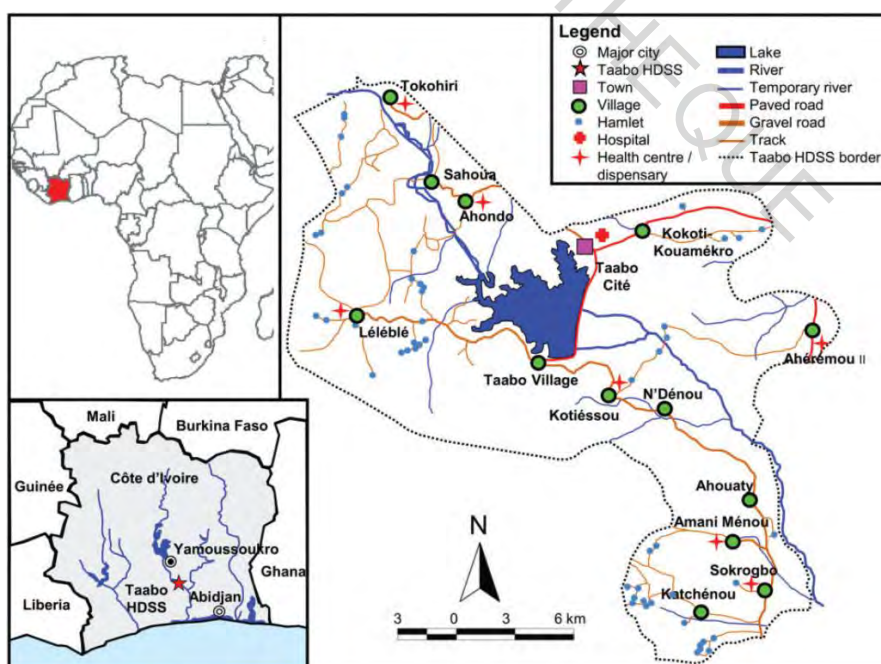 THEQUE
Legend
Major city
Taabo HDSS
Town
Village
Hamlet
Hospital
Health centre /
dispensary
Lake
River
Temporary river
Paved road
Gravel road
Track
Taabo HDSS border
Tokohiri
Sahoua
Ahondo
Kokoti-
Kouamékro
Taabo
Cité
Léléblé
Ahérémou II
Taabo Village
Kotiéssou
N'Dénou
Ahouaty
Amani Ménou
Sokrogbo
Katchénou
N
3 0 3 6 km
Mali
Burkina Faso
Guinée
Côte d'Ivoire
Yamoussoukro
Ghana
Taabo
HDSS
Abidjan
Liberia